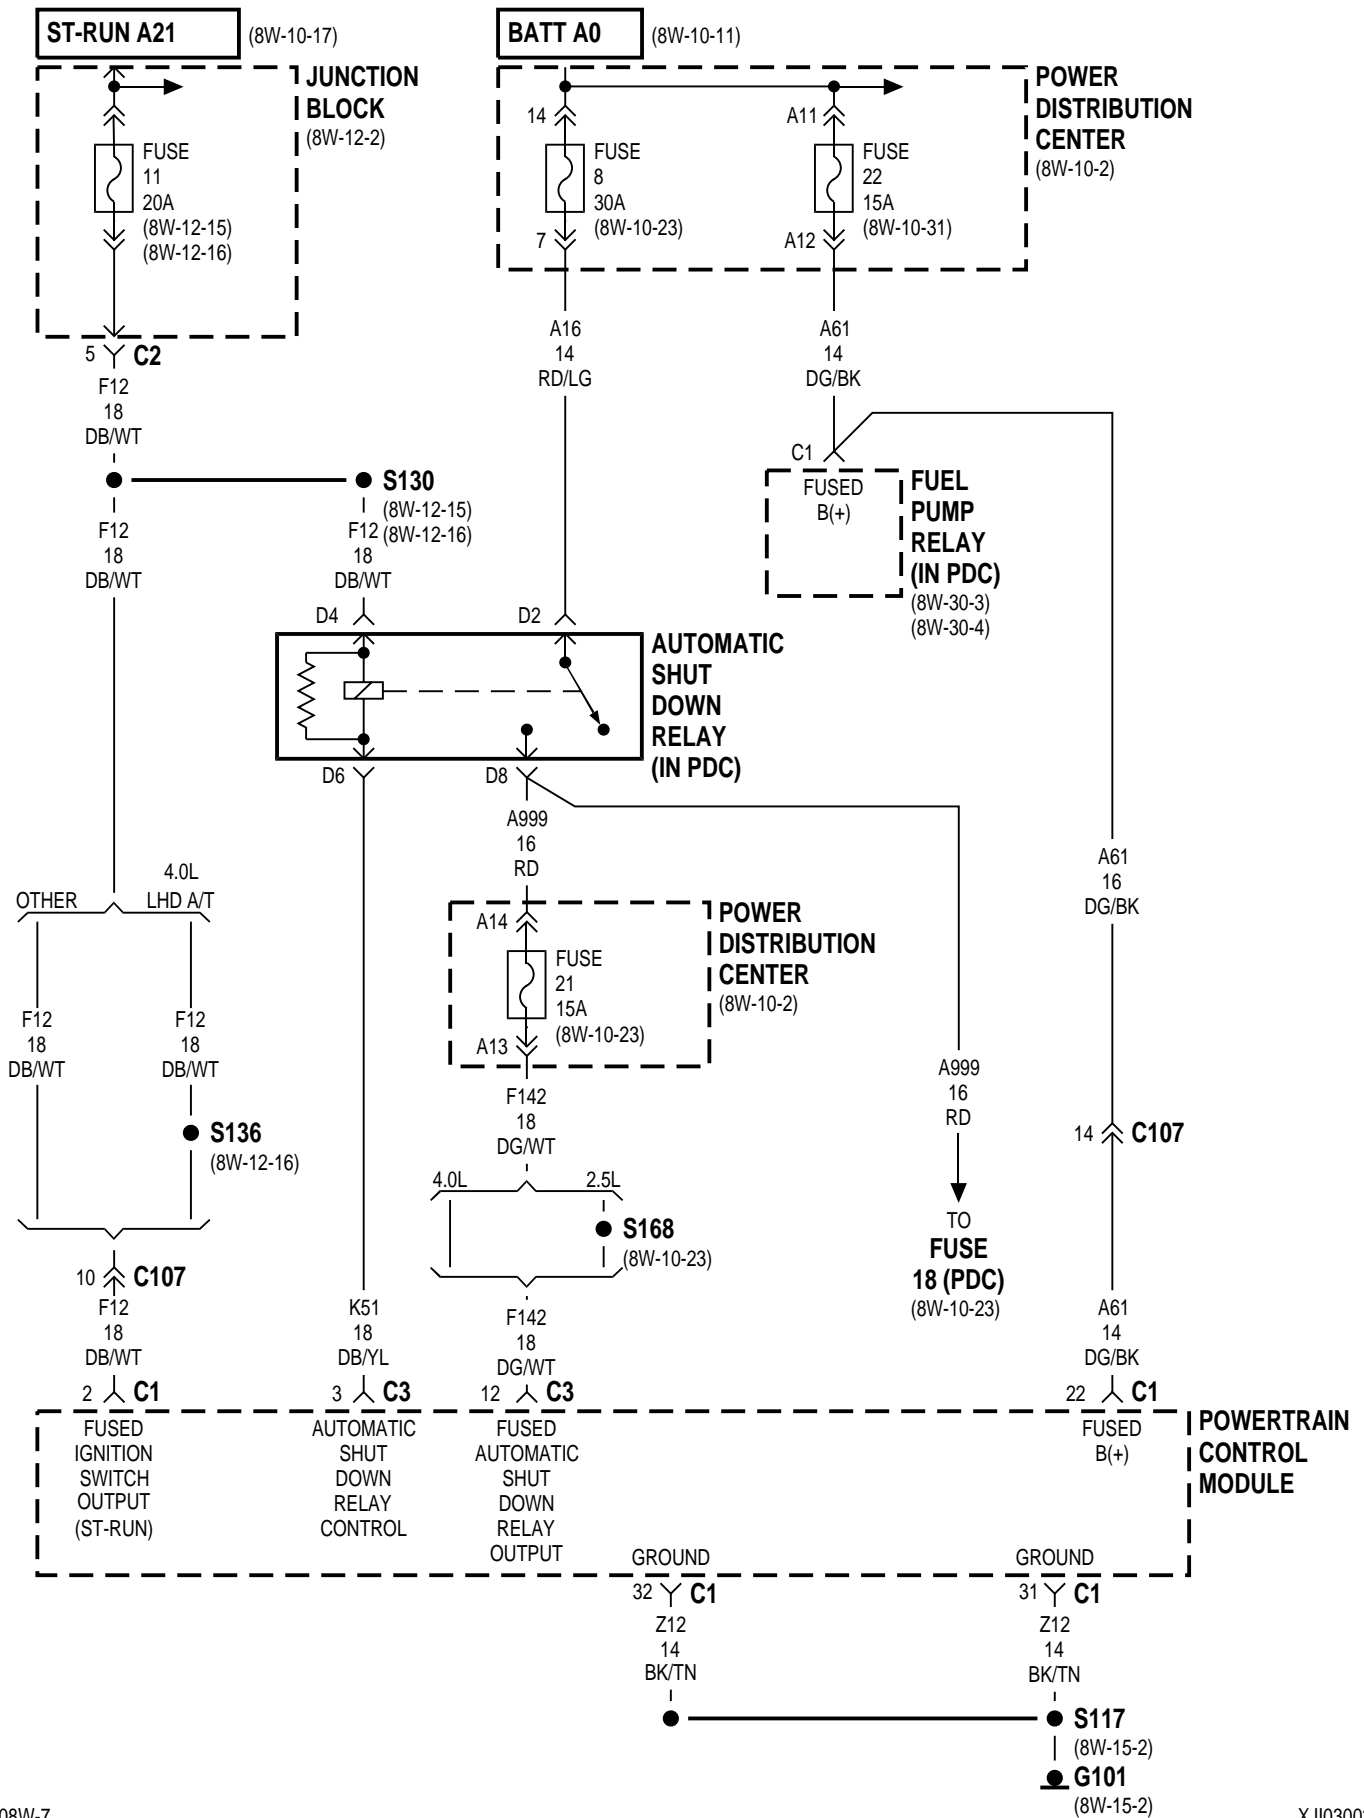 ST-RUN A21
(8W-10-17)
BATT A0
(8W-10-11)
JUNCTION
BLOCK
(8W-12-2)
FUSE
11
20A
(8W-12-15)
(8W-12-16)
14
FUSE
8
30A
(8W-10-23)
7
A11
FUSE
22
15A
(8W-10-31)
A12
POWER
DISTRIBUTION
CENTER
(8W-10-2)
5
C2
F12
18
DB/WT
A16
14
RD/LG
A61
14
DG/BK
S130
(8W-12-15)
(8W-12-16)
F12
18
DB/WT
F12
18
DB/WT
C1
FUSED
B(+)
FUEL
PUMP
RELAY
(IN PDC)
(8W-30-3)
(8W-30-4)
D4
D2
AUTOMATIC
SHUT
DOWN
RELAY
(IN PDC)
D6
D8
A999
16
RD
A61
16
DG/BK
OTHER
4.0L
LHD A/T
A14
FUSE
21
15A
(8W-10-23)
A13
POWER
DISTRIBUTION
CENTER
(8W-10-2)
F12
18
DB/WT
F12
18
DB/WT
S136
(8W-12-16)
F142
18
DG/WT
A999
16
RD
14
C107
4.0L
2.5L
S168
(8W-10-23)
TO
FUSE
18 (PDC)
(8W-10-23)
10
C107
F12
18
DB/WT
K51
18
DB/YL
F142
18
DG/WT
A61
14
DG/BK
2
C1
3
C3
12
C3
22
C1
FUSED
IGNITION
SWITCH
OUTPUT
(ST-RUN)
AUTOMATIC
SHUT
DOWN
RELAY
CONTROL
FUSED
AUTOMATIC
SHUT
DOWN
RELAY
OUTPUT
FUSED
B(+)
POWERTRAIN
CONTROL
MODULE
GROUND
GROUND
32
C1
31
C1
Z12
14
BK/TN
Z12
14
BK/TN
S117
(8W-15-2)
G101
(8W-15-2)